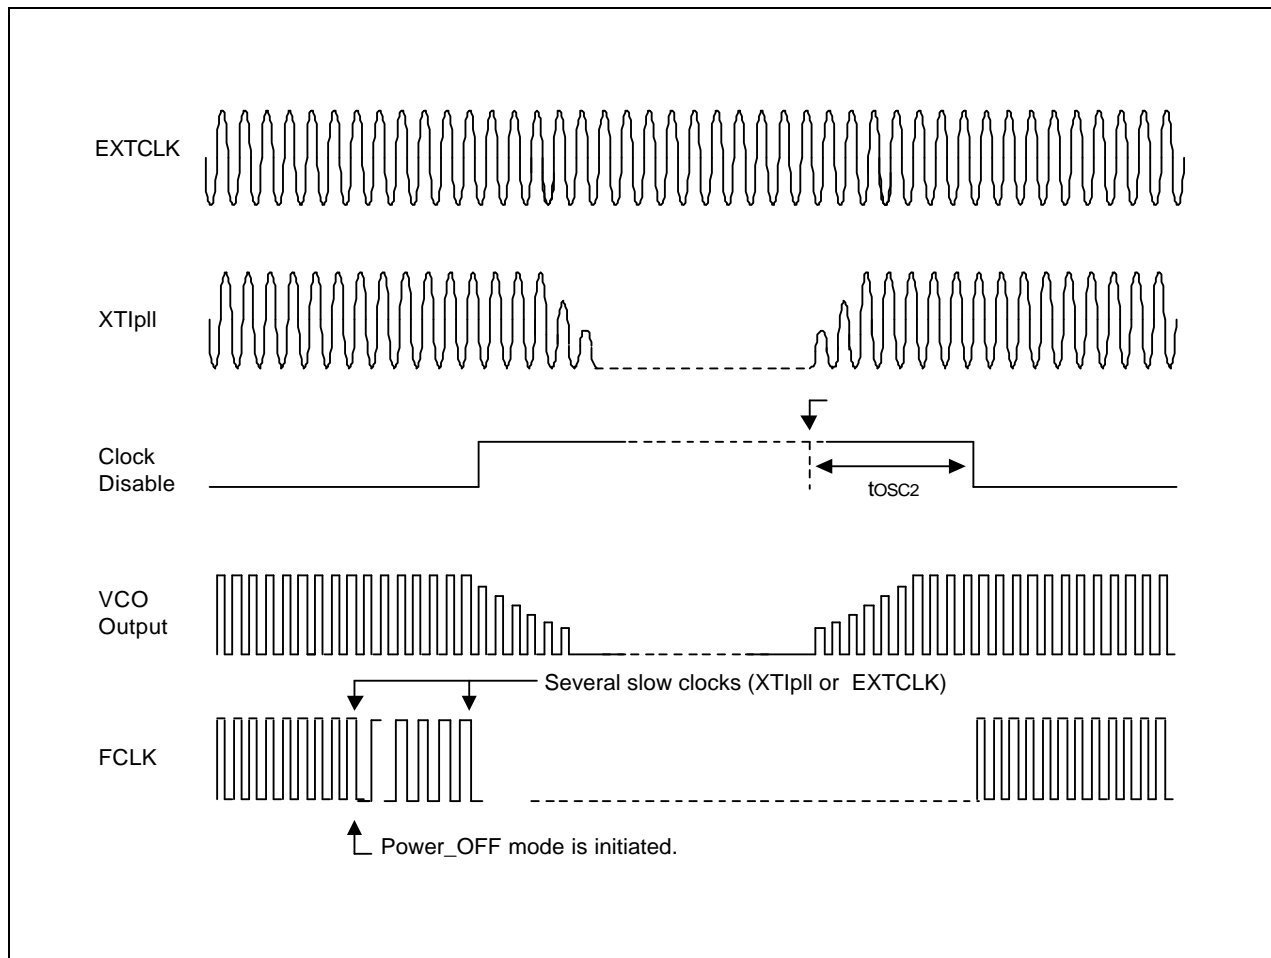 EXTCLK
XTIpll
Clock
Disable
tOSC2
VCO
Output
Several slow clocks (XTIpll or EXTCLK)
FCLK
Power_OFF mode is initiated.